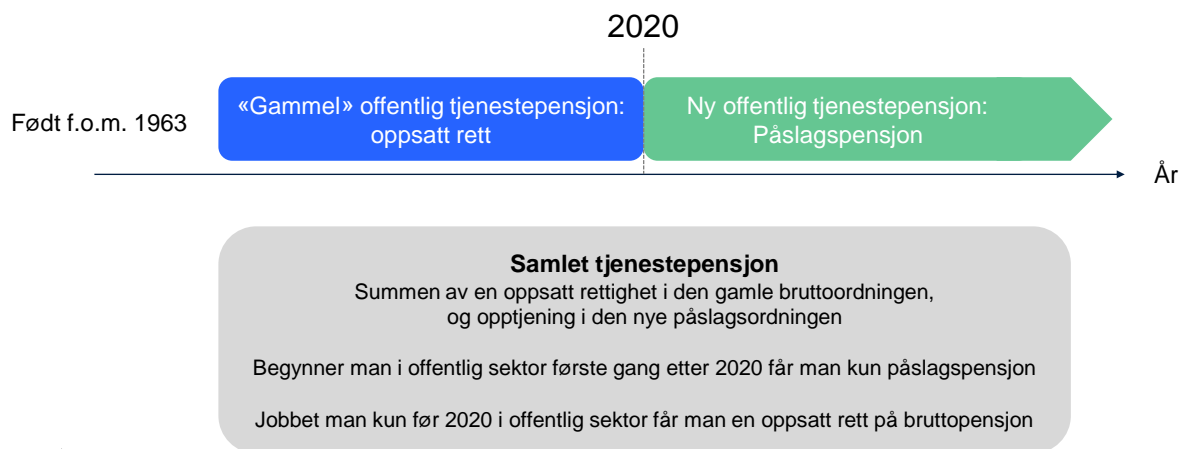 2020
Født f.o.m. 1963
«Gammel» offentlig tjenestepensjon:
oppsatt rett
Ny offentlig tjenestepensjon:
Påslagspensjon
År
Samlet tjenestepensjon
Summen av en oppsatt rettighet i den gamle bruttoordningen,
og opptjening i den nye påslagsordningen
Begynner man i offentlig sektor første gang etter 2020 får man kun påslagspensjon
Jobbet man kun før 2020 i offentlig sektor får man en oppsatt rett på bruttopensjon